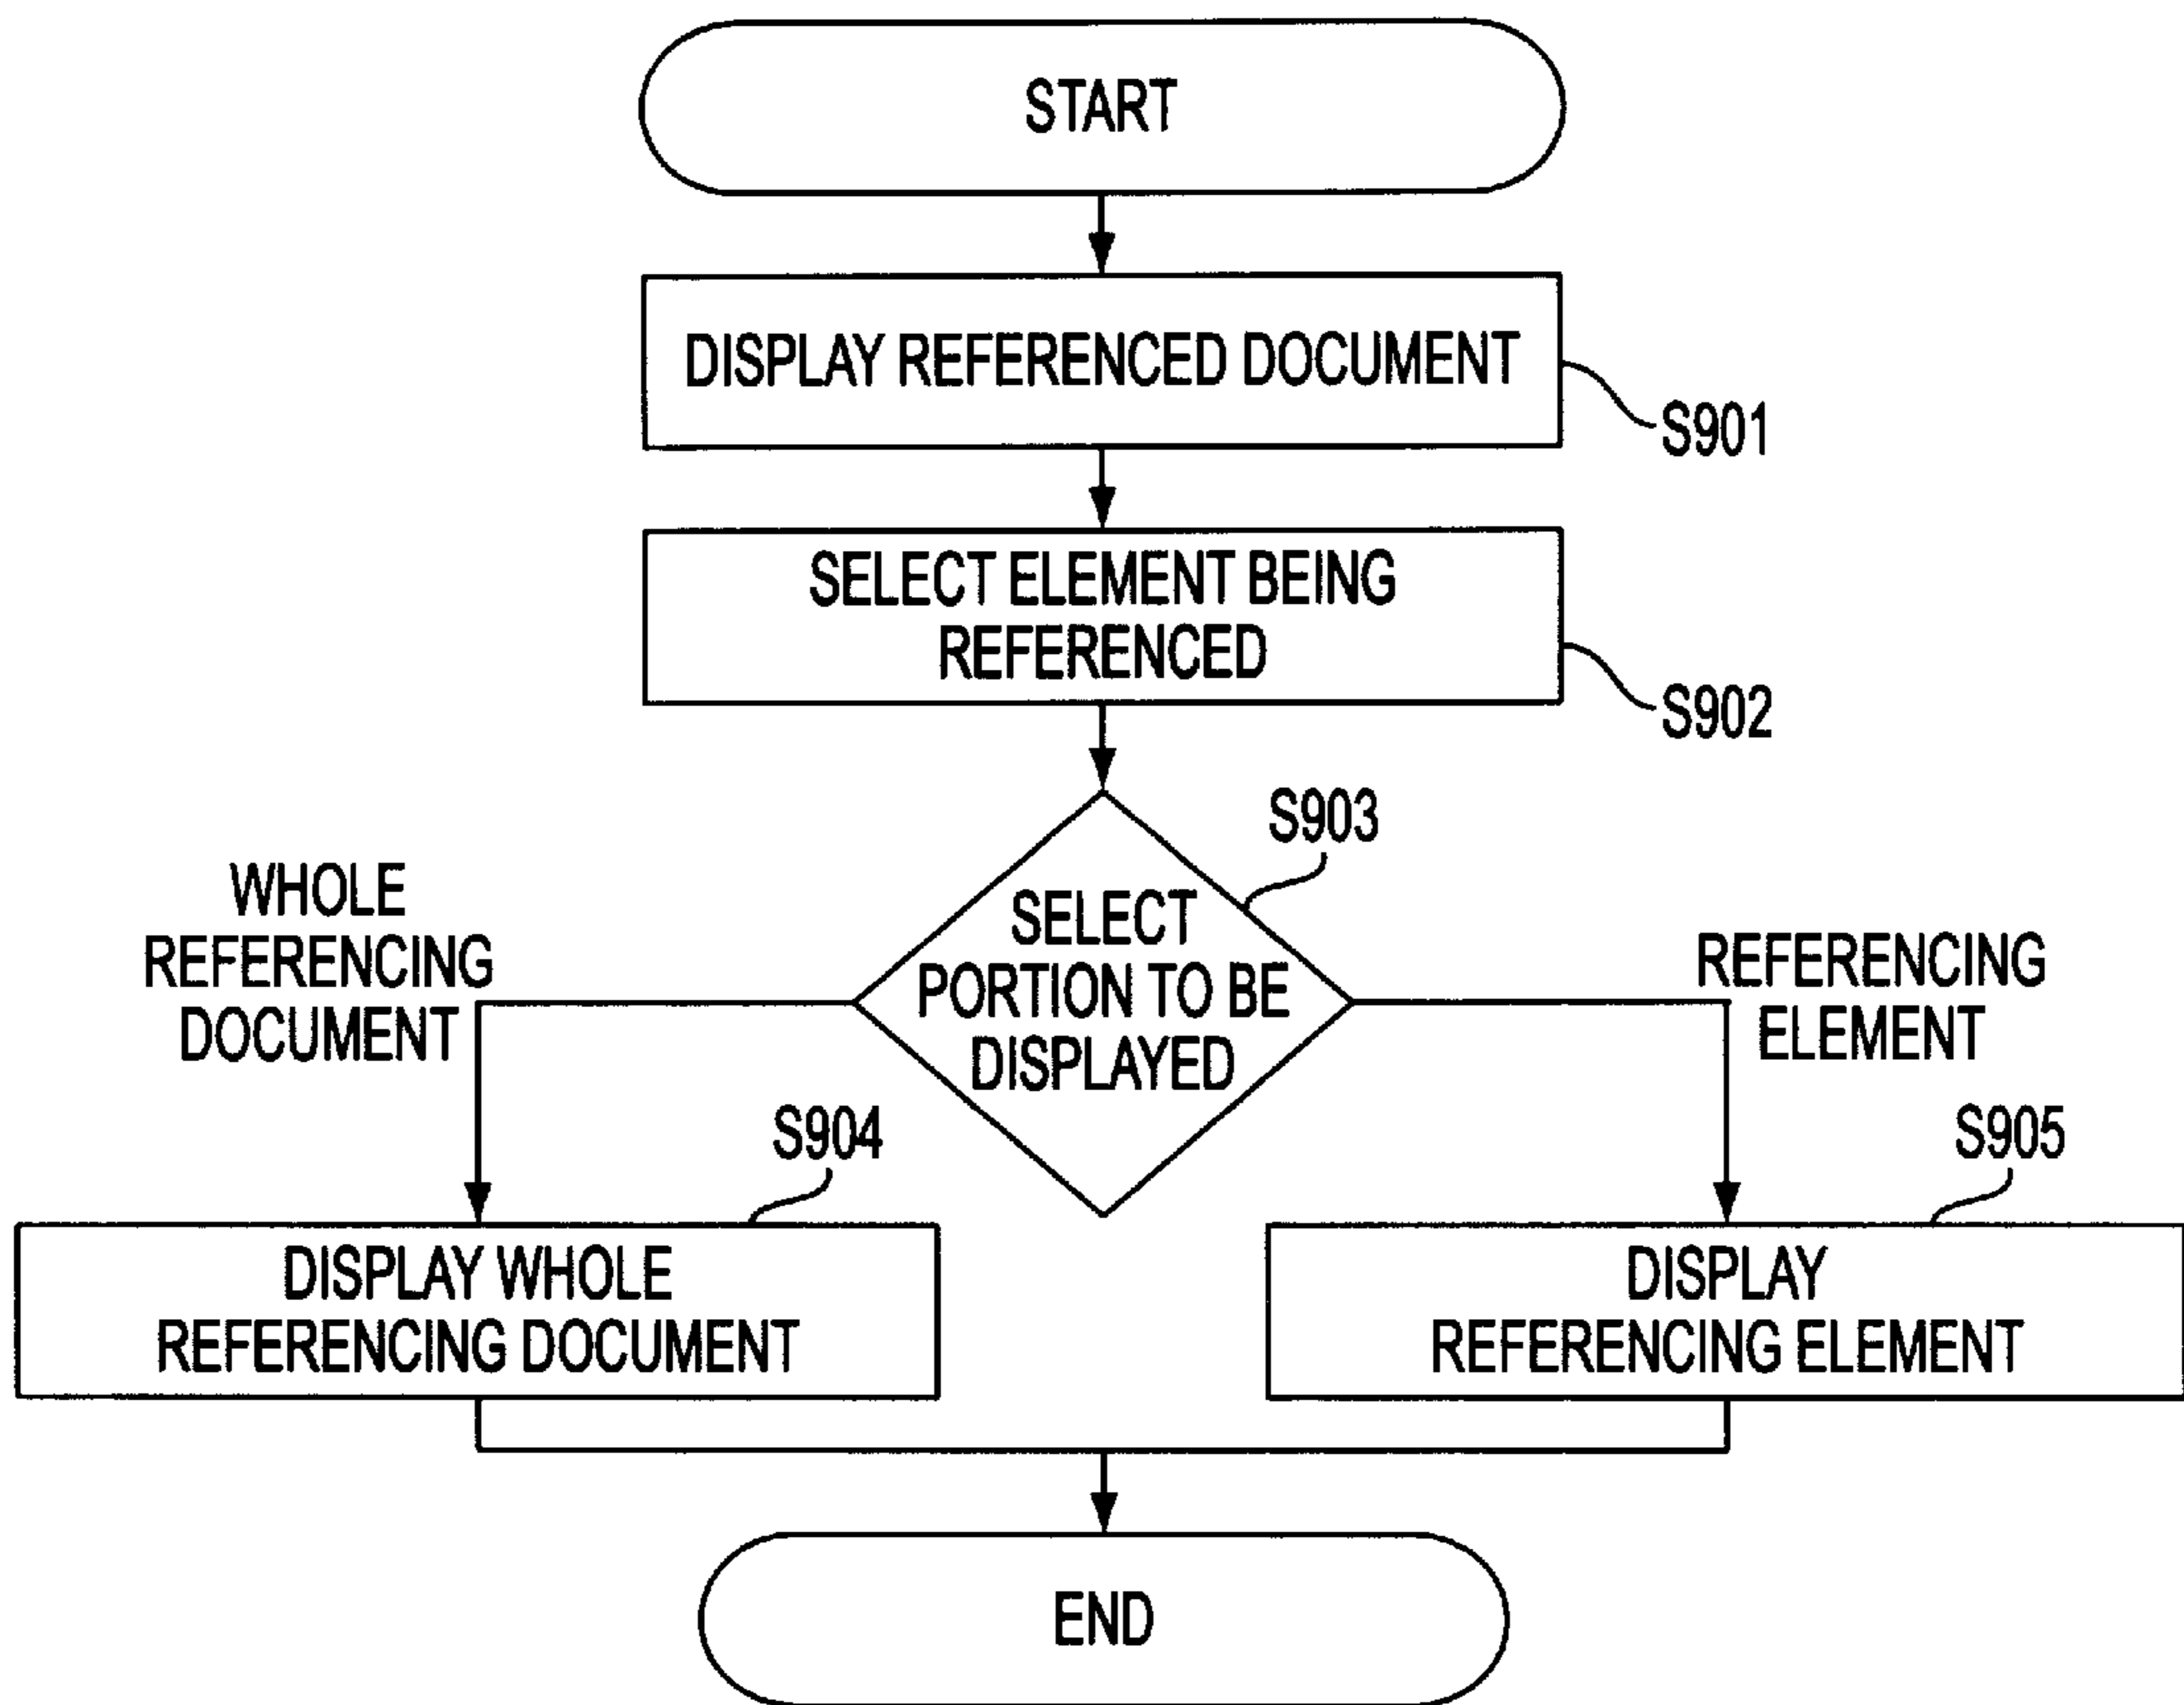 START
DISPLAY REFERENCED DOCUMENT
S901
SELECT ELEMENT BEING
REFERENCED
S902
S903
SELECT
PORTION TO BE
DISPLAYED
WHOLE
REFERENCING
DOCUMENT
REFERENCING
ELEMENT
S904
DISPLAY WHOLE
REFERENCING DOCUMENT
S905
DISPLAY
REFERENCING ELEMENT
END